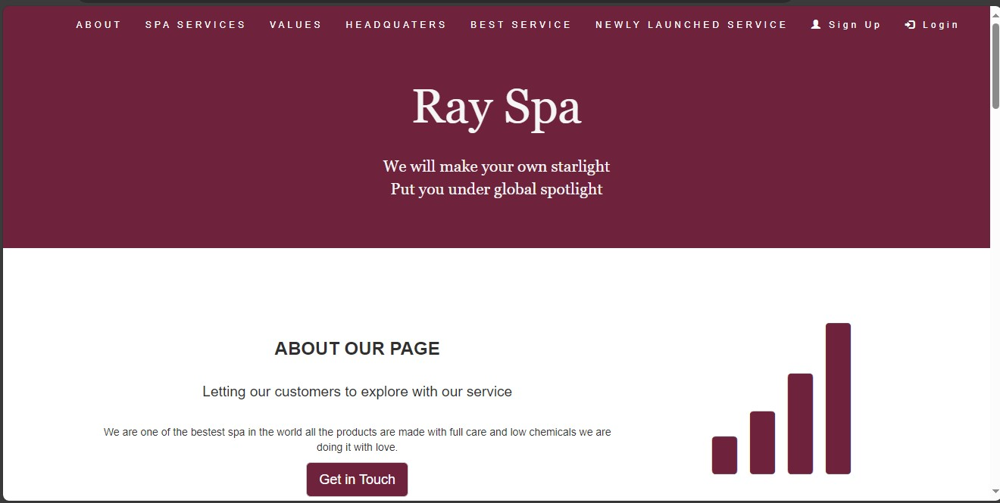 ABOUT SPA SERVICES VALUES HEADQUATERS BEST SERVICE NEWLY LAUNCHED SERVICE Sign Up Login
Ray Spa
We will make your own starlight
Put you under global spotlight
ABOUT OUR PAGE
Letting our customers to explore with our service
We are one of the bestest spa in the world all the products are made with full care and low chemicals we are
doing it with love.
Get in Touch